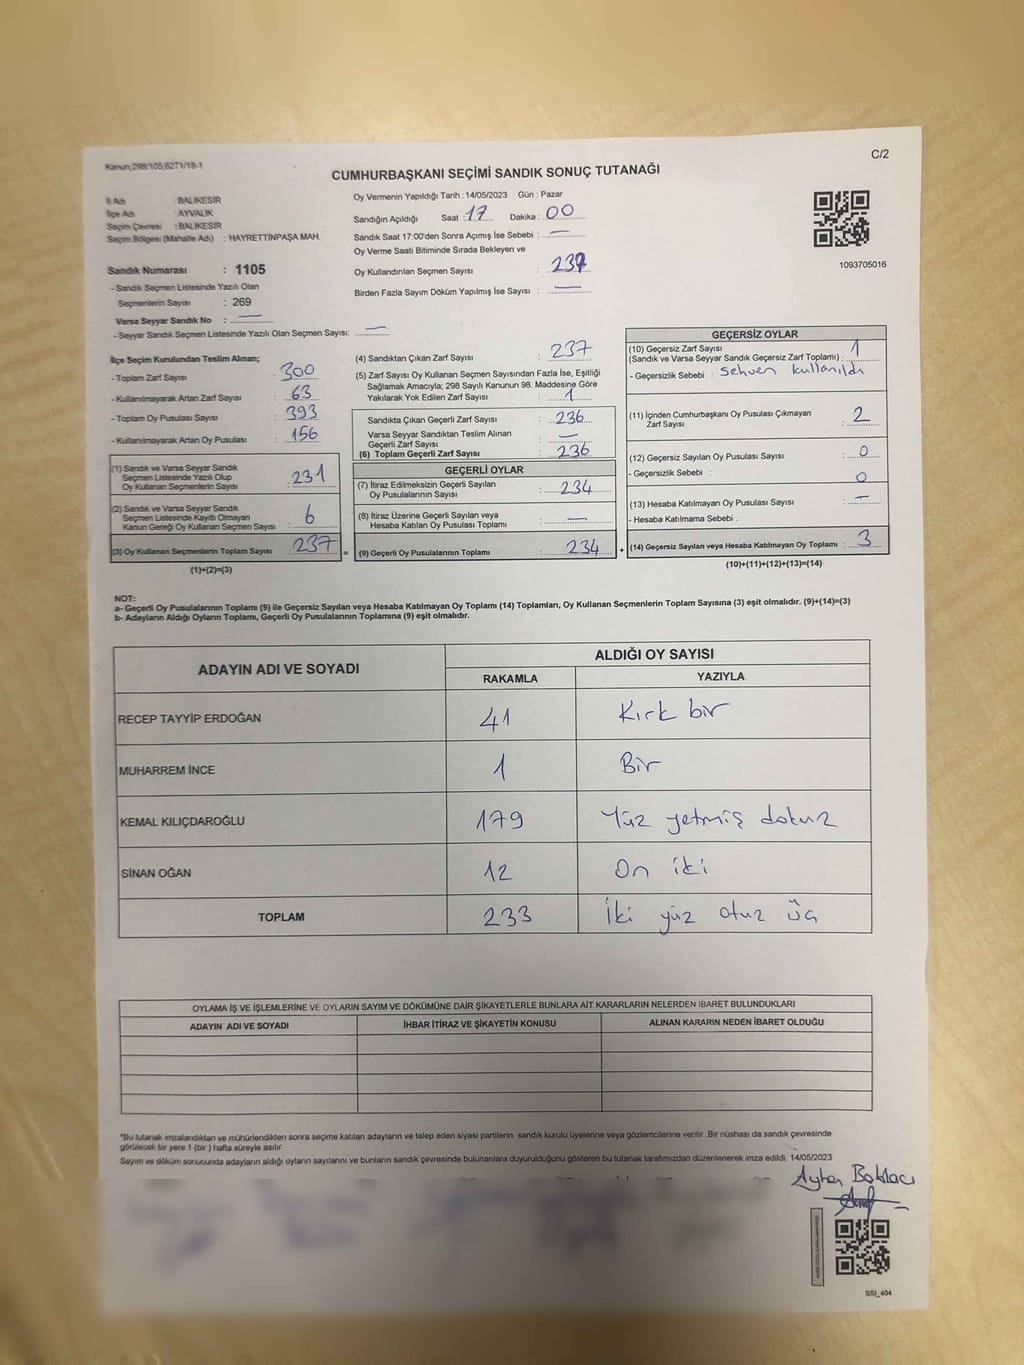 Kanun;298/105;6271/18-1
C/2
CUMHURBAŞKANI SEÇİMİ SANDIK SONUÇ TUTANAĞI
İl Adı : BALIKESİR
İlçe Adı : AYVALIK
Seçim Çevresi : BALIKESİR
Seçim Bölgesi (Mahalle Adı) : HAYRETTİNPAŞA MAH.
Oy Vermenin Yapıldığı Tarih : 14/05/2023 Gün : Pazar
Sandığın Açıldığı Saat : 17 Dakika : 00
Sandık Saat 17:00'den Sonra Açımış İse Sebebi : —
Oy Verme Saati Bitiminde Sırada Bekleyen ve
Oy Kullandırılan Seçmen Sayısı : 237
Birden Fazla Sayım Döküm Yapılmış İse Sayısı : —
1093705016
Sandık Numarası : 1105
- Sandık Seçmen Listesinde Yazılı Olan
Seçmenlerin Sayısı : 269
Varsa Seyyar Sandık No : —
- Seyyar Sandık Seçmen Listesinde Yazılı Olan Seçmen Sayısı: —
İlçe Seçim Kurulundan Teslim Alınan;
- Toplam Zarf Sayısı : 300
- Kullanılmayarak Artan Zarf Sayısı : 63
- Toplam Oy Pusulası Sayısı : 393
- Kullanılmayarak Artan Oy Pusulası : 156
(1) Sandık ve Varsa Seyyar Sandık
Seçmen Listesinde Yazılı Olup
Oy Kullanan Seçmenlerin Sayısı : 231
(2) Sandık ve Varsa Seyyar Sandık
Seçmen Listesinde Kayıtlı Olmayan
Kanun Gereği Oy Kullanan Seçmen Sayısı : 6
(3) Oy Kullanan Seçmenlerin Toplam Sayısı : 237 =
(1)+(2)=(3)
(4) Sandıktan Çıkan Zarf Sayısı : 237
(5) Zarf Sayısı Oy Kullanan Seçmen Sayısından Fazla İse, Eşitliği
Sağlamak Amacıyla; 298 Sayılı Kanunun 98. Maddesine Göre
Yakılarak Yok Edilen Zarf Sayısı : 1
Sandıkta Çıkan Geçerli Zarf Sayısı : 236
Varsa Seyyar Sandıktan Teslim Alınan
Geçerli Zarf Sayısı : —
(6) Toplam Geçerli Zarf Sayısı : 236
GEÇERLİ OYLAR
(7) İtiraz Edilmeksizin Geçerli Sayılan
Oy Pusulalarının Sayısı : 234
(8) İtiraz Üzerine Geçerli Sayılan veya
Hesaba Katılan Oy Pusulası Toplamı : —
(9) Geçerli Oy Pusulalarının Toplamı : 234 +
GEÇERSİZ OYLAR
(10) Geçersiz Zarf Sayısı
(Sandık ve Varsa Seyyar Sandık Geçersiz Zarf Toplamı) : 1
- Geçersizlik Sebebi : Sehven kullanıldı
(11) İçinden Cumhurbaşkanı Oy Pusulası Çıkmayan
Zarf Sayısı : 2
(12) Geçersiz Sayılan Oy Pusulası Sayısı : 0
- Geçersizlik Sebebi : 0
(13) Hesaba Katılmayan Oy Pusulası Sayısı : —
- Hesaba Katılmama Sebebi :
(14) Geçersiz Sayılan veya Hesaba Katılmayan Oy Toplamı : 3
(10)+(11)+(12)+(13)=(14)
NOT:
a- Geçerli Oy Pusulalarının Toplamı (9) ile Geçersiz Sayılan veya Hesaba Katılmayan Oy Toplamı (14) Toplamları, Oy Kullanan Seçmenlerin Toplam Sayısına (3) eşit olmalıdır. (9)+(14)=(3)
b- Adayların Aldığı Oyların Toplamı, Geçerli Oy Pusulalarının Toplamına (9) eşit olmalıdır.
ADAYIN ADI VE SOYADI
ALDIĞI OY SAYISI
RAKAMLA YAZIYLA
RECEP TAYYİP ERDOĞAN 41 Kırk bir
MUHARREM İNCE 1 Bir
KEMAL KILIÇDAROĞLU 179 Yüz yetmiş dokuz
SİNAN OĞAN 12 On iki
TOPLAM 233 İki yüz otuz üç
OYLAMA İŞ VE İŞLEMLERİNE VE OYLARIN SAYIM VE DÖKÜMÜNE DAİR ŞİKAYETLERLE BUNLARA AİT KARARLARIN NELERDEN İBARET BULUNDUKLARI
ADAYIN ADI VE SOYADI İHBAR İTİRAZ VE ŞİKAYETİN KONUSU ALINAN KARARIN NEDEN İBARET OLDUĞU
*Bu tutanak imzalandıktan ve mühürlendikten sonra seçime katılan adayların ve talep eden siyasi partilerin sandık kurulu üyelerine veya gözlemcilerine verilir. Bir nüshası da sandık çevresinde
görülecek bir yere 1 (bir) hafta süreyle asılır.
Sayım ve döküm sonucunda adayların aldığı oyların sayılarını ve bunların sandık çevresinde bulunanlara duyurulduğunu gösteren bu tutanak tarafımızdan düzenlenerek imza edildi. 14/05/2023
SSI_404